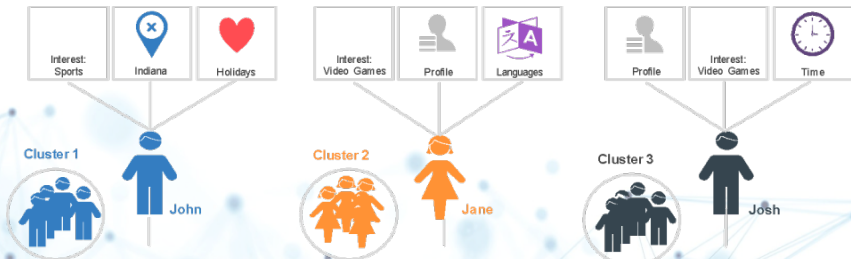 Interest:
Sports
Indiana
Holidays
Interest:
Video Games
Profile
Languages
Profile
Interest:
Video Games
Time
A
Cluster 1
John
Cluster 2
Jane
Cluster 3
Josh